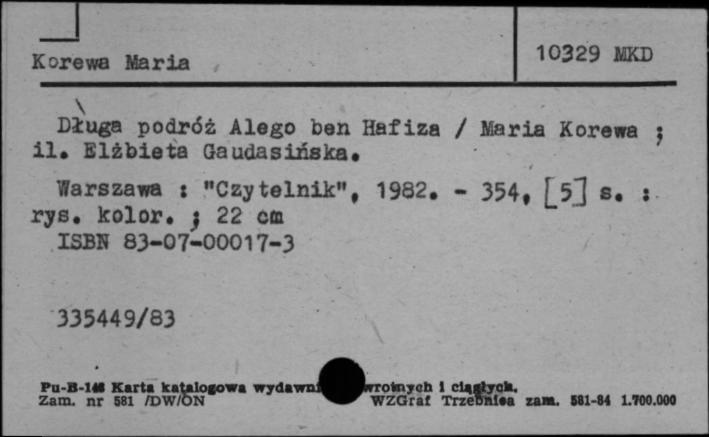 Korewa Maria
10329 MKD
Długa podróż Alego ben Hafiza / Maria Korewa ;
il. Elżbieta Gaudasińska.
Warszawa : "Czytelnik", 1982. - 354, [5] s. :
rys. kolor. ; 22 cm
ISBN 83-07-00017-3
335449/83
Pu-B-148 Karta katalogowa wrotnych i ciągłych.
Zam. nr 581 /DW/ON WZGraf Trzebnica zam. 581-84 1.700.000